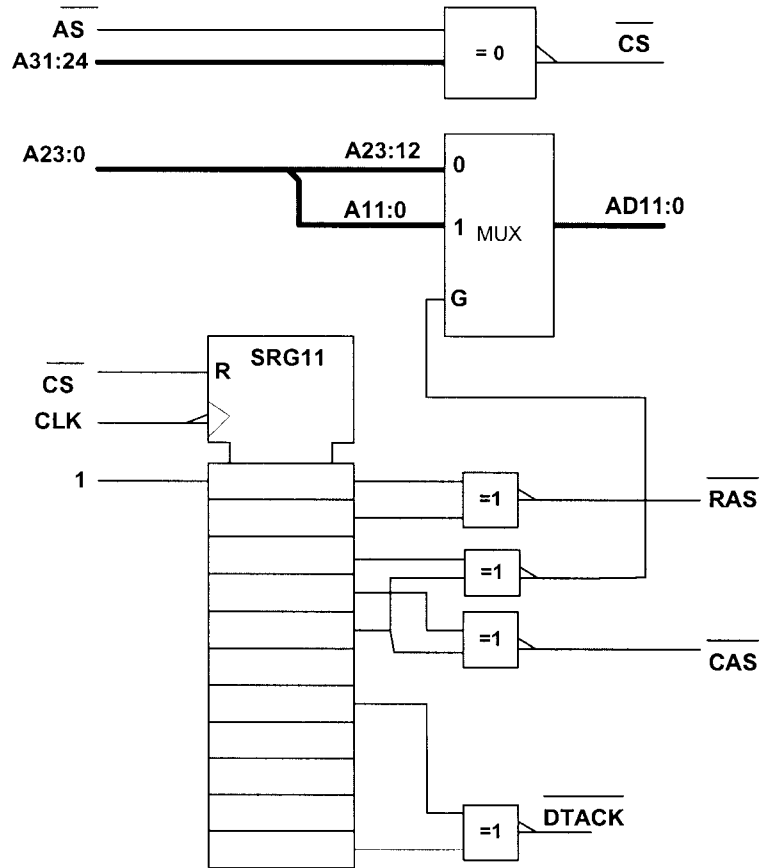 AS
A31:24
= 0
CS
A23:0
A23:12
0
A11:0
1
MUX
AD11:0
G
SRG11
CS
R
CLK
1
=1
RAS
=1
=1
CAS
DTACK
=1